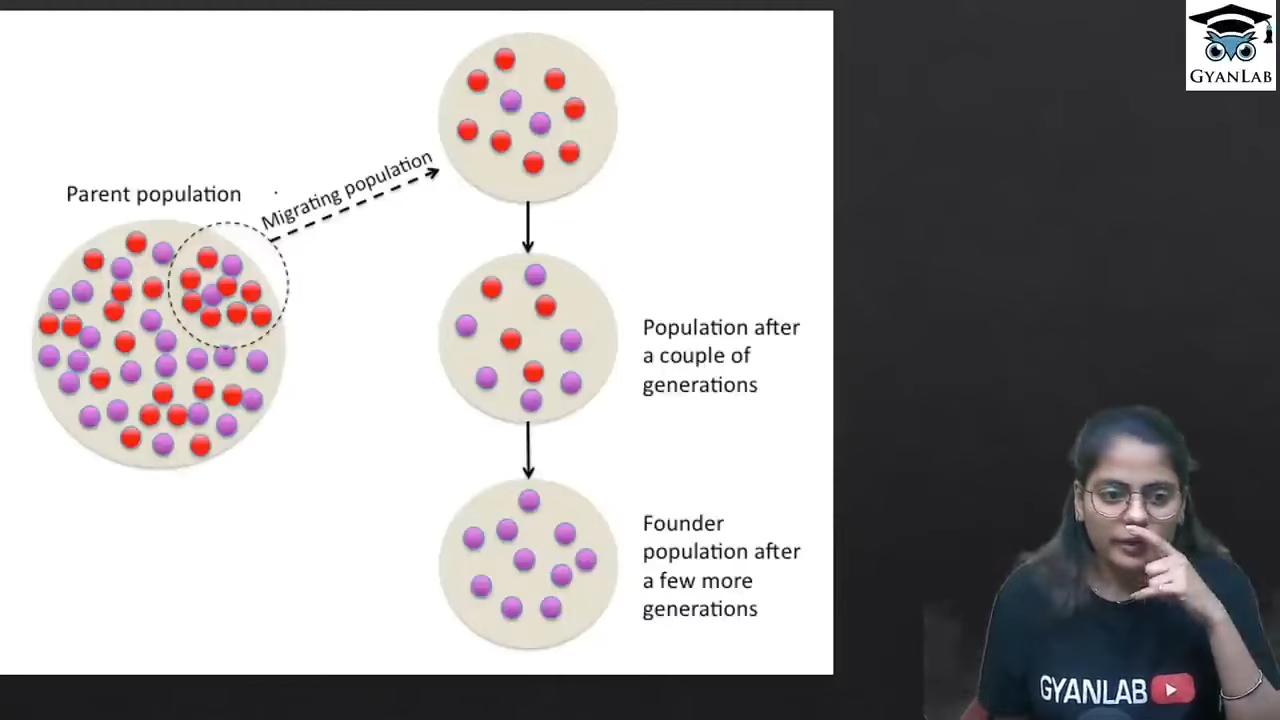 GYANLAB
Parent population
Migrating population
Population after
a couple of
generations
Founder
population after
a few more
generations
GYANLAB